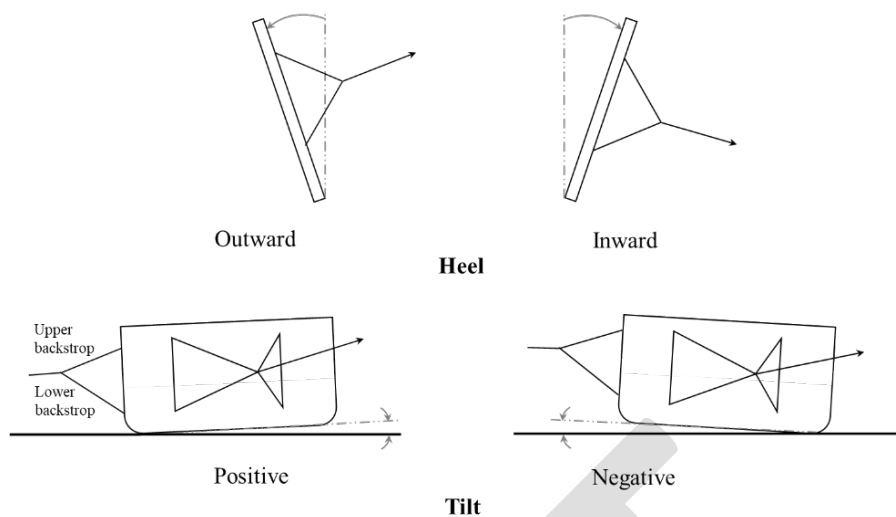 Outward
Inward
Heel
Upper
backstrop
Lower
backstrop
Positive
Negative
Tilt